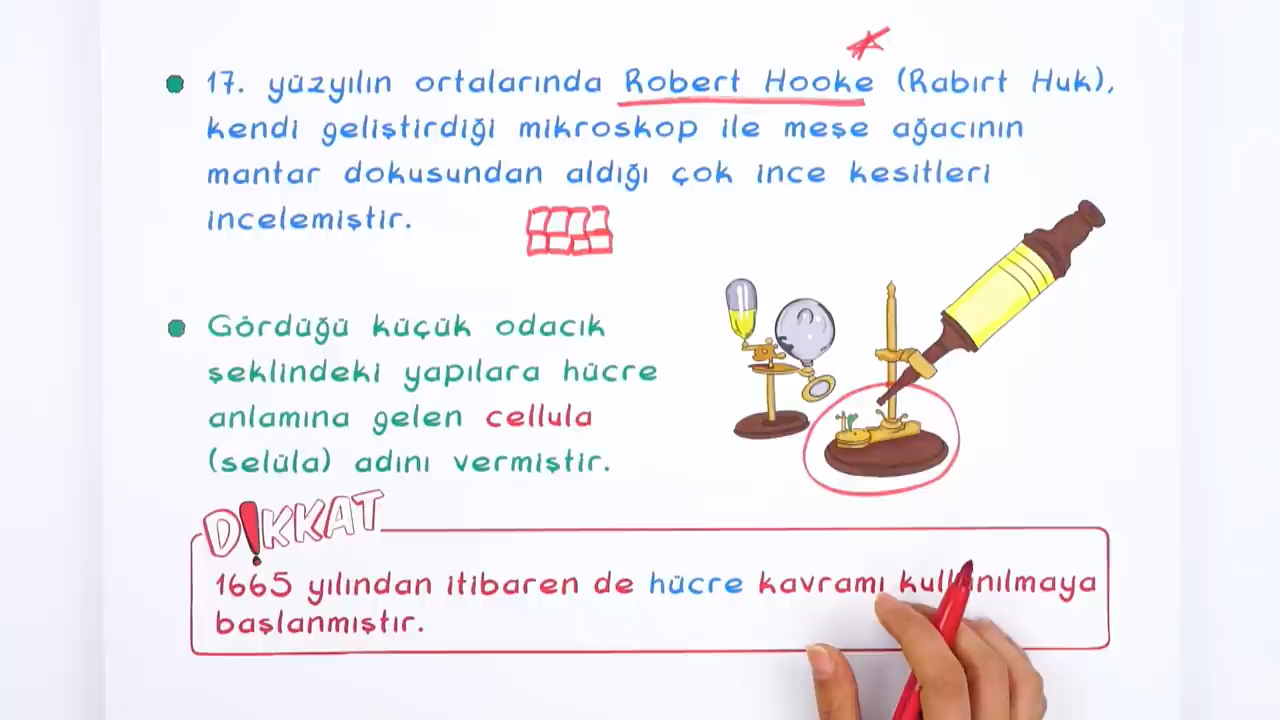 17. yüzyılın ortalarında Robert Hooke (Rabırt Huk),
kendi geliştirdiği mikroskop ile meşe ağacının
mantar dokusundan aldığı çok ince kesitleri
incelemiştir.
Gördüğü küçük odacık
şeklindeki yapılara hücre
anlamına gelen cellula
(selüla) adını vermiştir.
DİKKAT
1665 yılından itibaren de hücre kavramı kullanılmaya
başlanmıştır.